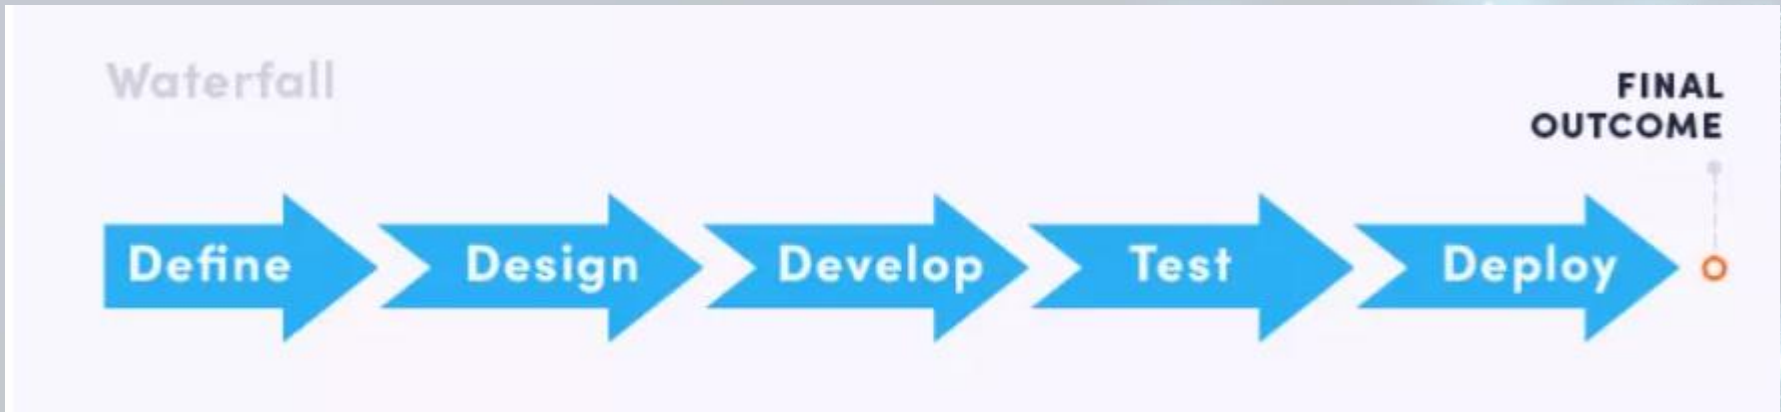 Waterfall
FINAL
OUTCOME
Define
Design
Develop
Test
Deploy